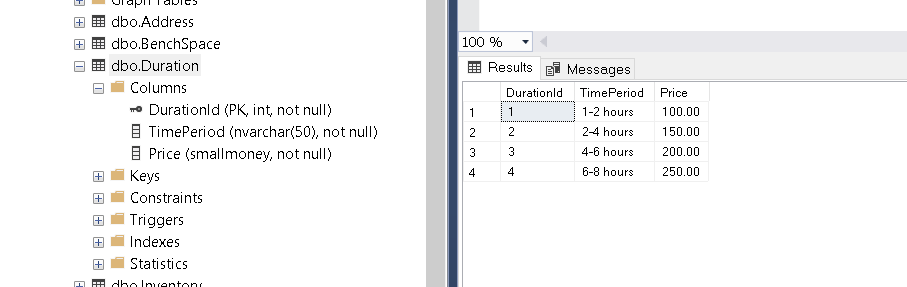 Graph Tables
dbo.Address
dbo.BenchSpace
dbo.Duration
Columns
DurationId (PK, int, not null)
TimePeriod (nvarchar(50), not null)
Price (smallmoney, not null)
Keys
Constraints
Triggers
Indexes
Statistics
dbo.Inventory
100 %
Results Messages
DurationId TimePeriod Price
1 1 1-2 hours 100.00
2 2 2-4 hours 150.00
3 3 4-6 hours 200.00
4 4 6-8 hours 250.00